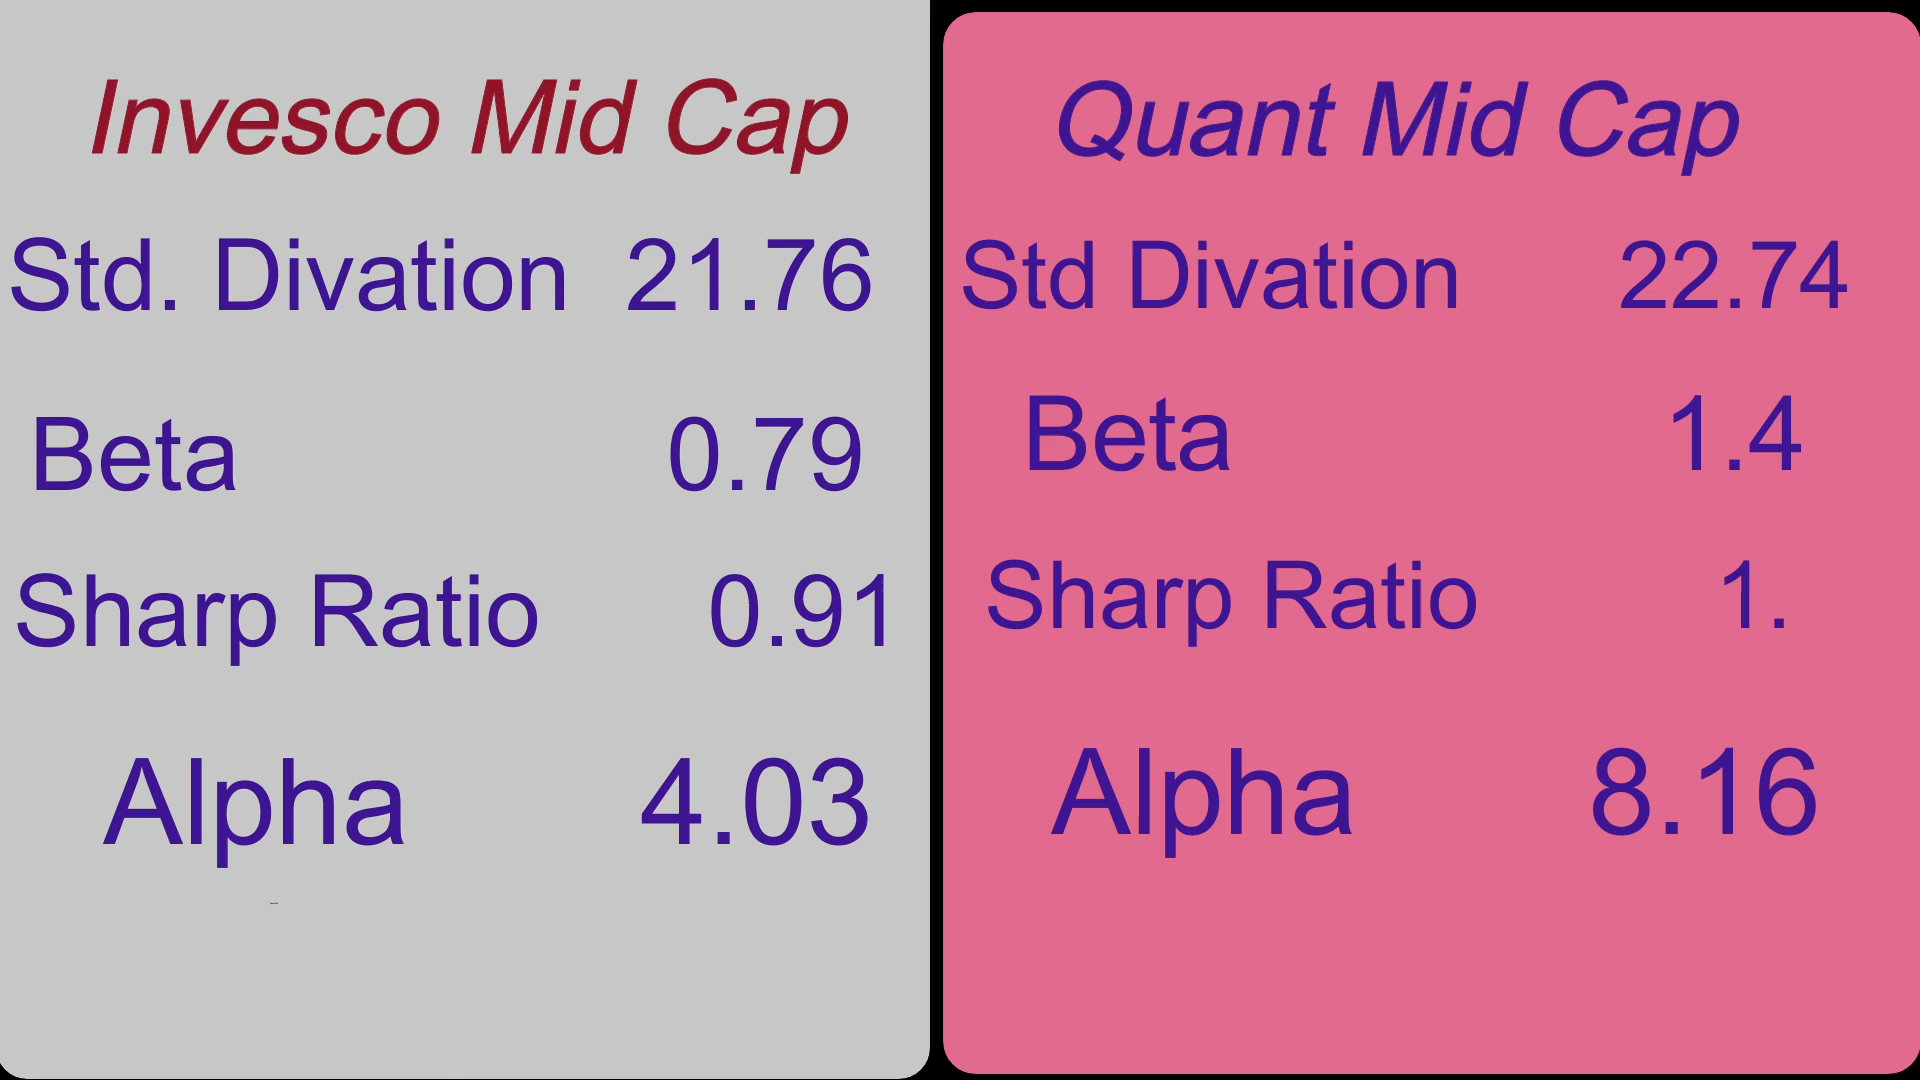 Invesco Mid Cap
Std. Divation 21.76
Beta 0.79
Sharp Ratio 0.91
Alpha 4.03
Quant Mid Cap
Std Divation 22.74
Beta 1.4
Sharp Ratio 1.
Alpha 8.16